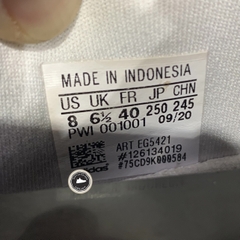 MADE IN INDONESIA
US UK FR JP CHN
8 6½ 40 250 245
PWI 001001 09/20
ART EG5421
#126134019
#75CD9K000584